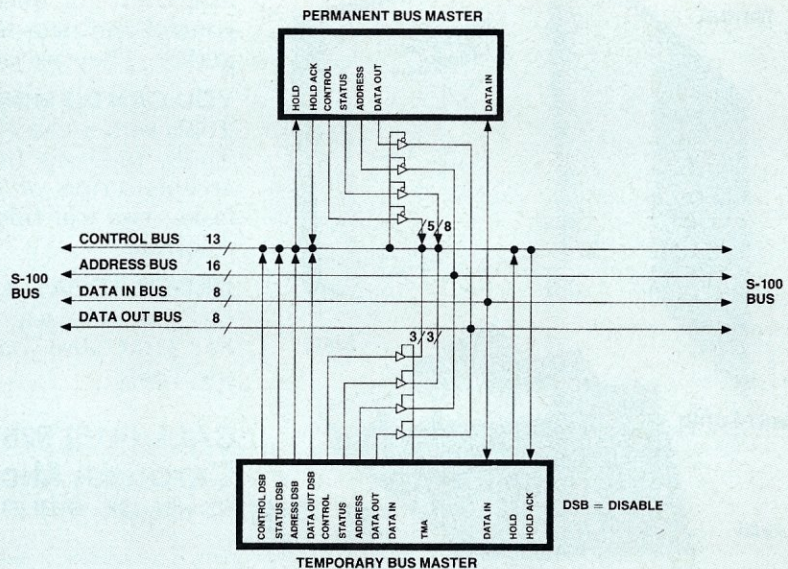 PERMANENT BUS MASTER
HOLD
HOLD ACK
CONTROL
STATUS
ADDRESS
DATA OUT
DATA IN
5
8
CONTROL BUS 13
ADDRESS BUS 16
DATA IN BUS 8
DATA OUT BUS 8
S-100
BUS
S-100
BUS
3
3
CONTROL DSB
STATUS DSB
ADRESS DSB
DATA OUT DSB
CONTROL
STATUS
ADDRESS
DATA OUT
DATA IN
TMA
DATA IN
HOLD
HOLD ACK
DSB = DISABLE
TEMPORARY BUS MASTER